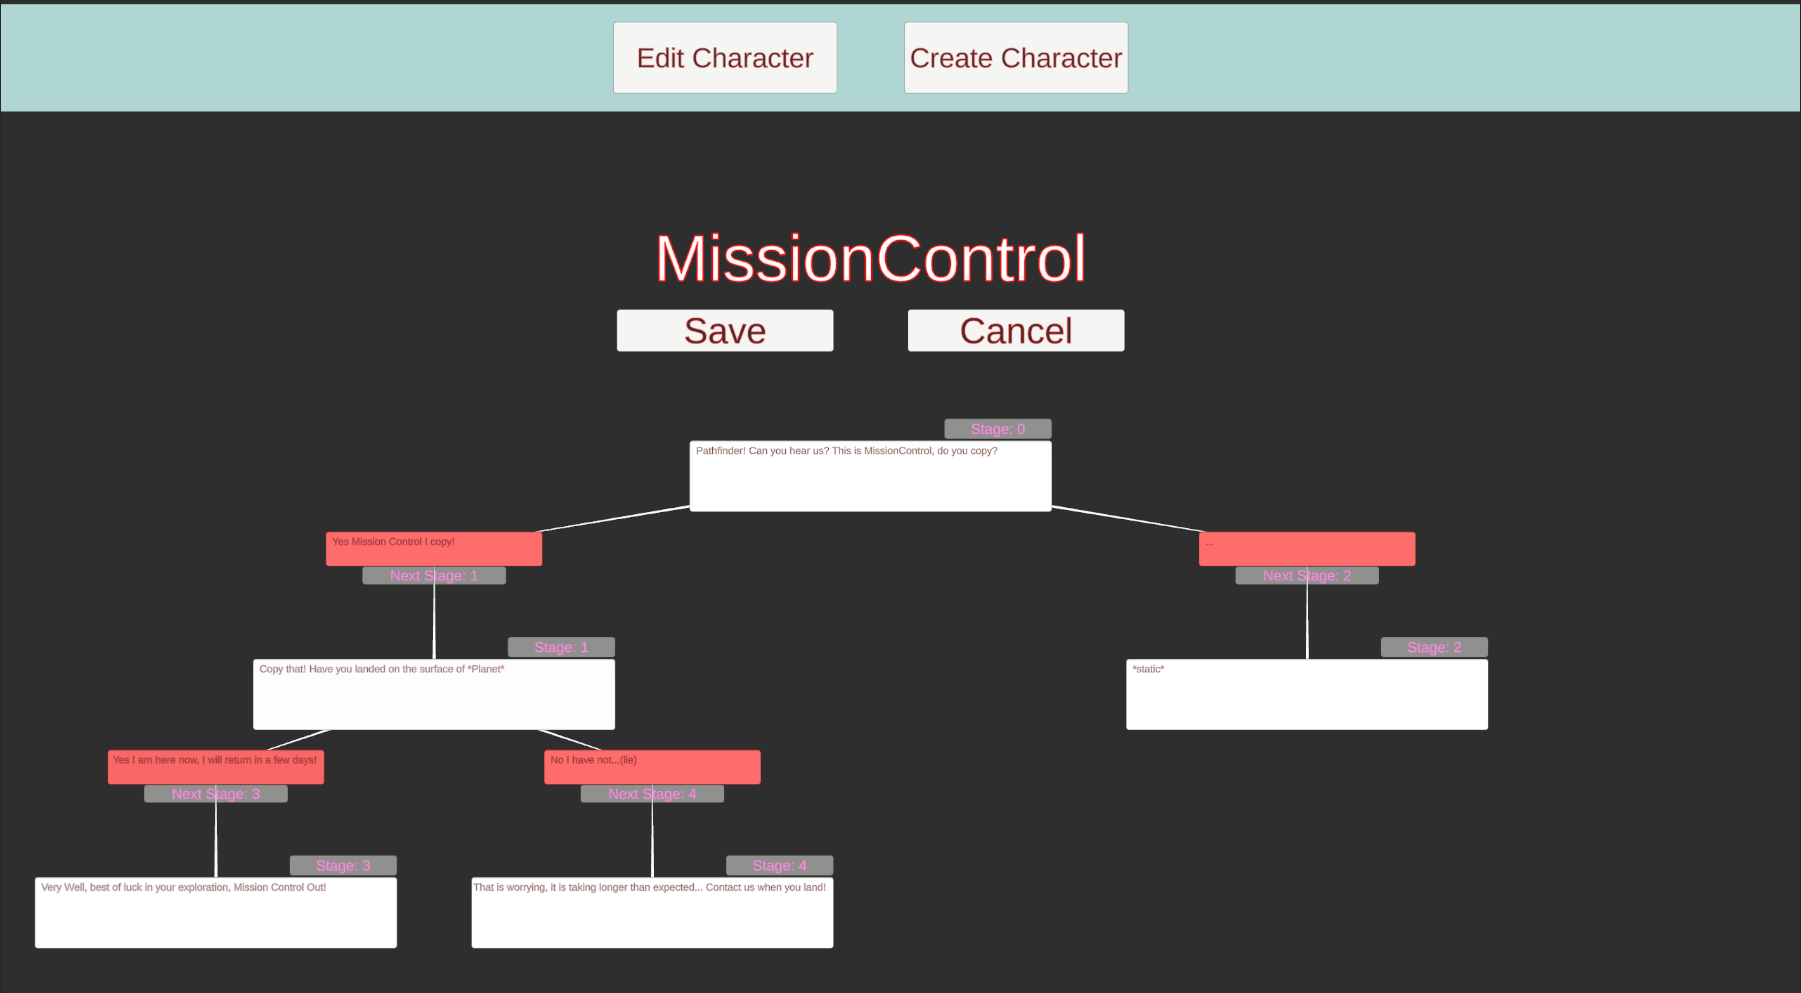 Edit Character
Create Character
MissionControl
Save
Cancel
Stage: 0
Pathfinder! Can you hear us? This is MissionControl, do you copy?
Yes Mission Control I copy!
...
Next Stage: 1
Next Stage: 2
Stage: 1
Stage: 2
Copy that! Have you landed on the surface of *Planet*
*static*
Yes I am here now, I will return in a few days!
No I have not...(lie)
Next Stage: 3
Next Stage: 4
Stage: 3
Stage: 4
Very Well, best of luck in your exploration, Mission Control Out!
That is worrying, it is taking longer than expected... Contact us when you land!